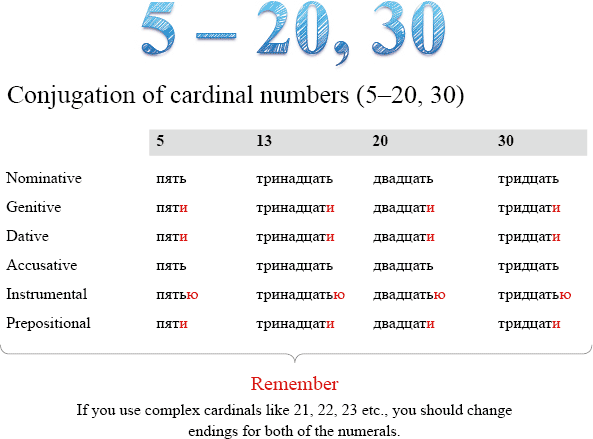 5 – 20, 30
Conjugation of cardinal numbers (5–20, 30)
5 13 20 30
Nominative пять тринадцать двадцать тридцать
Genitive пяти тринадцати двадцати тридцати
Dative пяти тринадцати двадцати тридцати
Accusative пять тринадцать двадцать тридцать
Instrumental пятью тринадцатью двадцатью тридцатью
Prepositional пяти тринадцати двадцати тридцати
Remember
If you use complex cardinals like 21, 22, 23 etc., you should change
endings for both of the numerals.